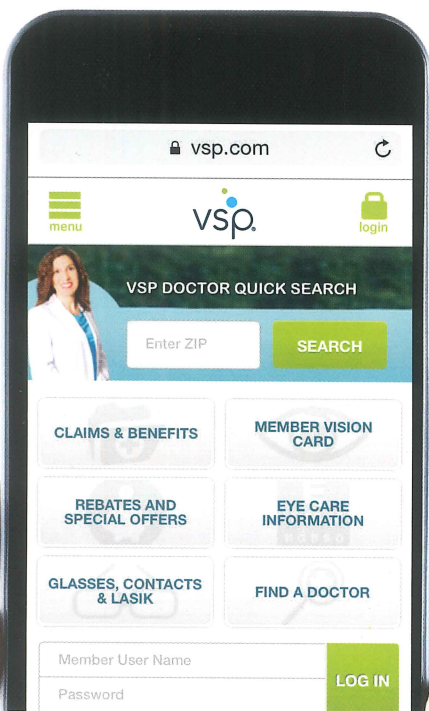 vsp.com
menu
vsp.
login
VSP DOCTOR QUICK SEARCH
Enter ZIP
SEARCH
CLAIMS & BENEFITS
MEMBER VISION
CARD
REBATES AND
SPECIAL OFFERS
EYE CARE
INFORMATION
GLASSES, CONTACTS
& LASIK
FIND A DOCTOR
Member User Name
Password
LOG IN